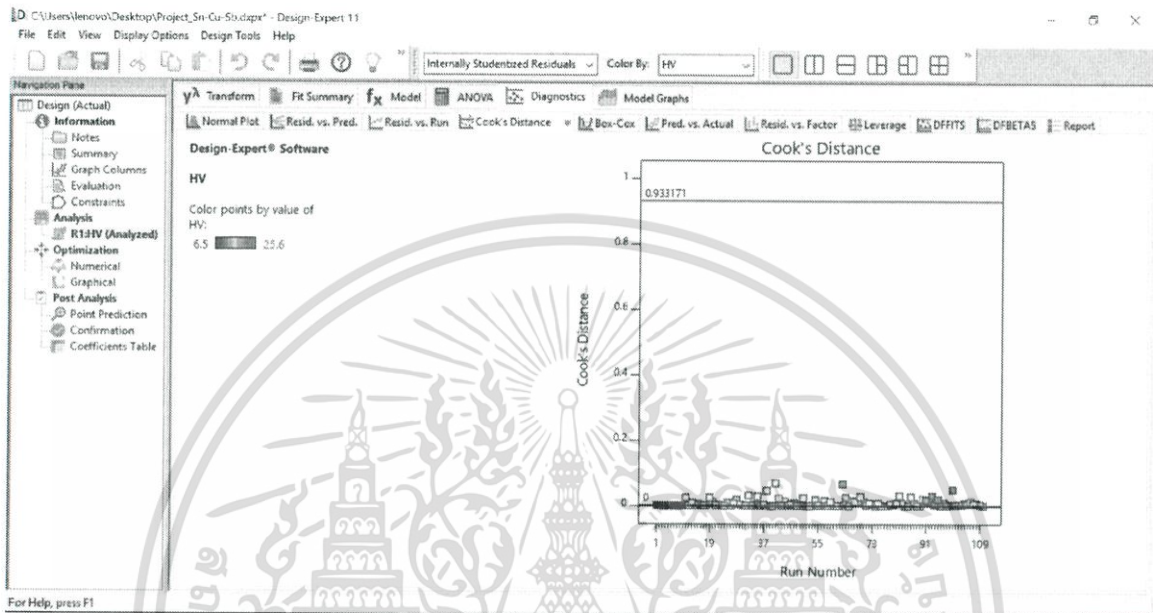 C:\Users\lenovo\Desktop\Project_Sn-Cu-Sb.dxpx* - Design-Expert 11
File Edit View Display Options Design Tools Help
Internally Studentized Residuals Color By: HV
Navigation Pane
Design (Actual)
Information
Notes
Summary
Graph Columns
Evaluation
Constraints
Analysis
R1:HV (Analyzed)
Optimization
Numerical
Graphical
Post Analysis
Point Prediction
Confirmation
Coefficients Table
yλ Transform Fit Summary fx Model ANOVA Diagnostics Model Graphs
Normal Plot Resid. vs. Pred. Resid. vs. Run Cook's Distance Box-Cox Pred. vs. Actual Resid. vs. Factor Leverage DFFITS DFBETAS Report
Design-Expert® Software
HV
Color points by value of
HV:
6.5 25.6
Cook's Distance
1
0.933171
0.8
0.6
0.4
0.2
0
0
Cook's Distance
1 19 37 55 73 91 109
Run Number
For Help, press F1